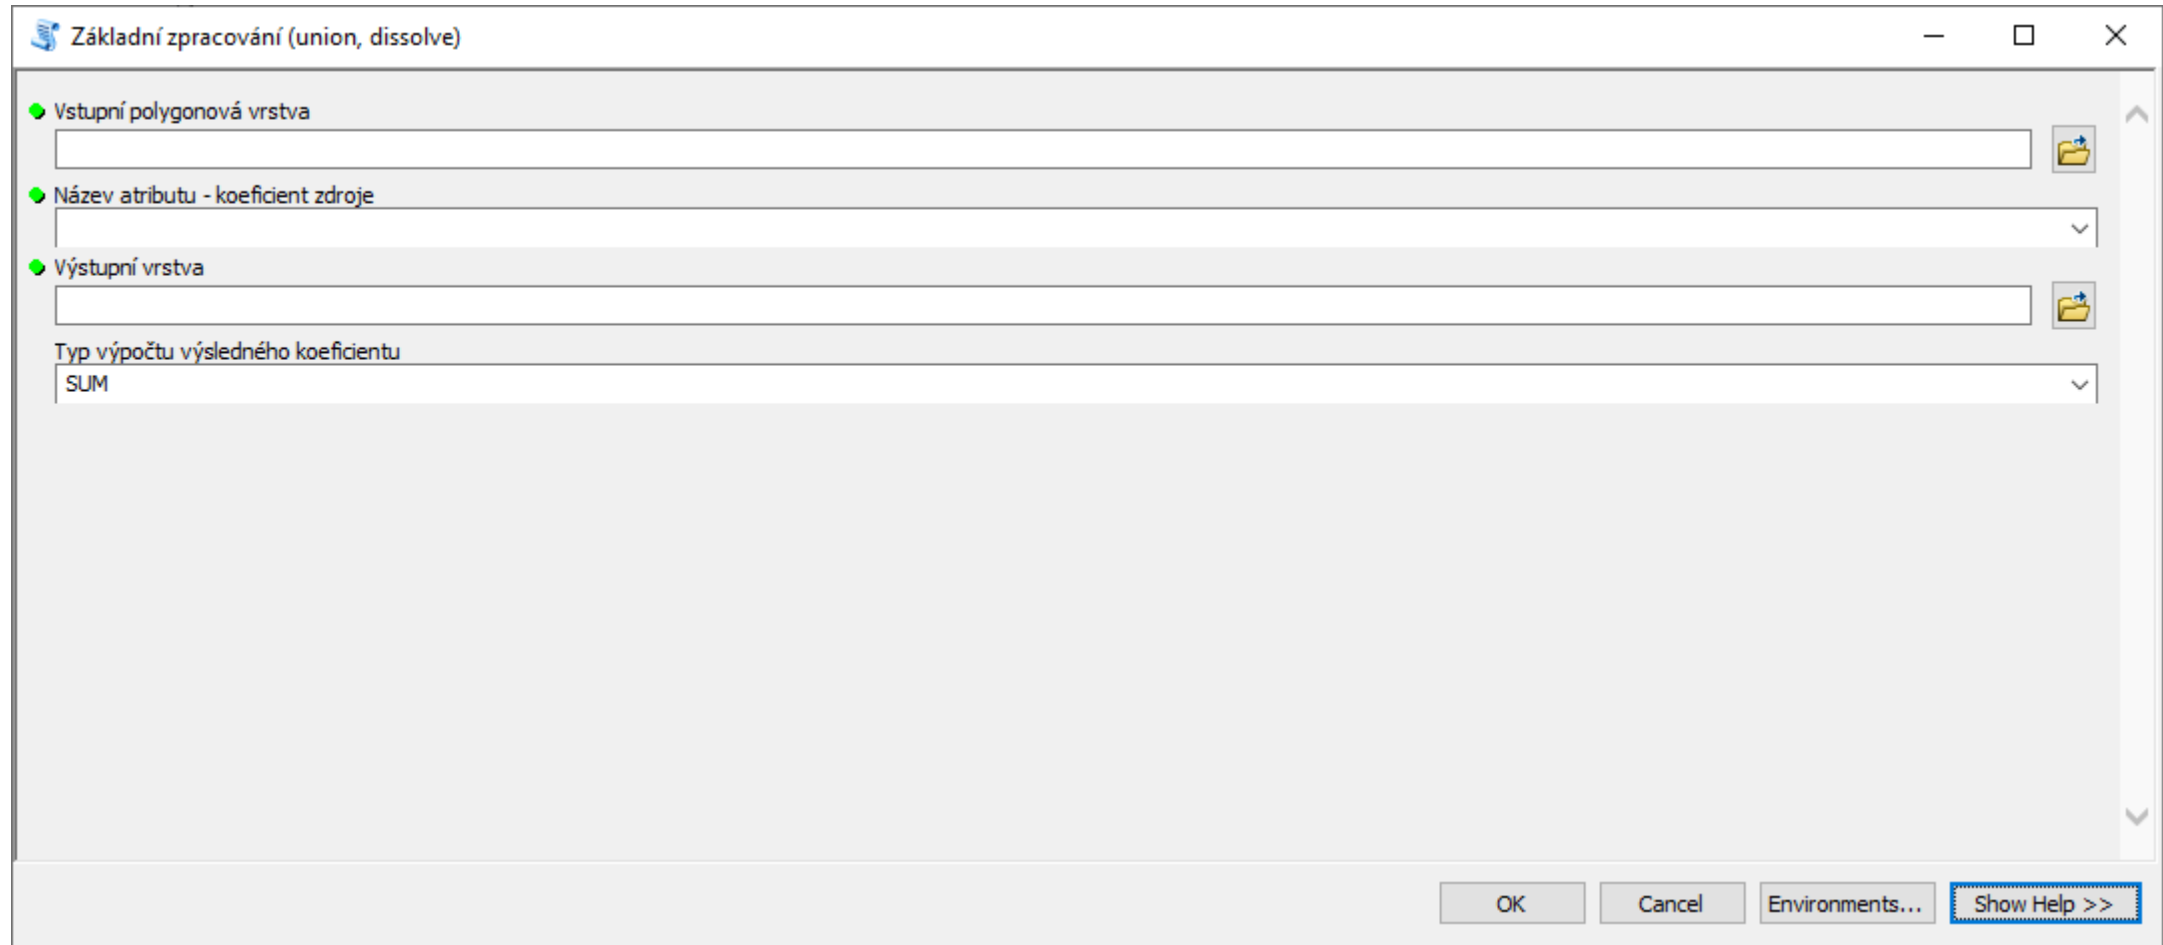 Základní zpracování (union, dissolve)
Vstupní polygonová vrstva
Název atributu - koeficient zdroje
Výstupní vrstva
Typ výpočtu výsledného koeficientu
SUM
OK Cancel Environments... Show Help >>